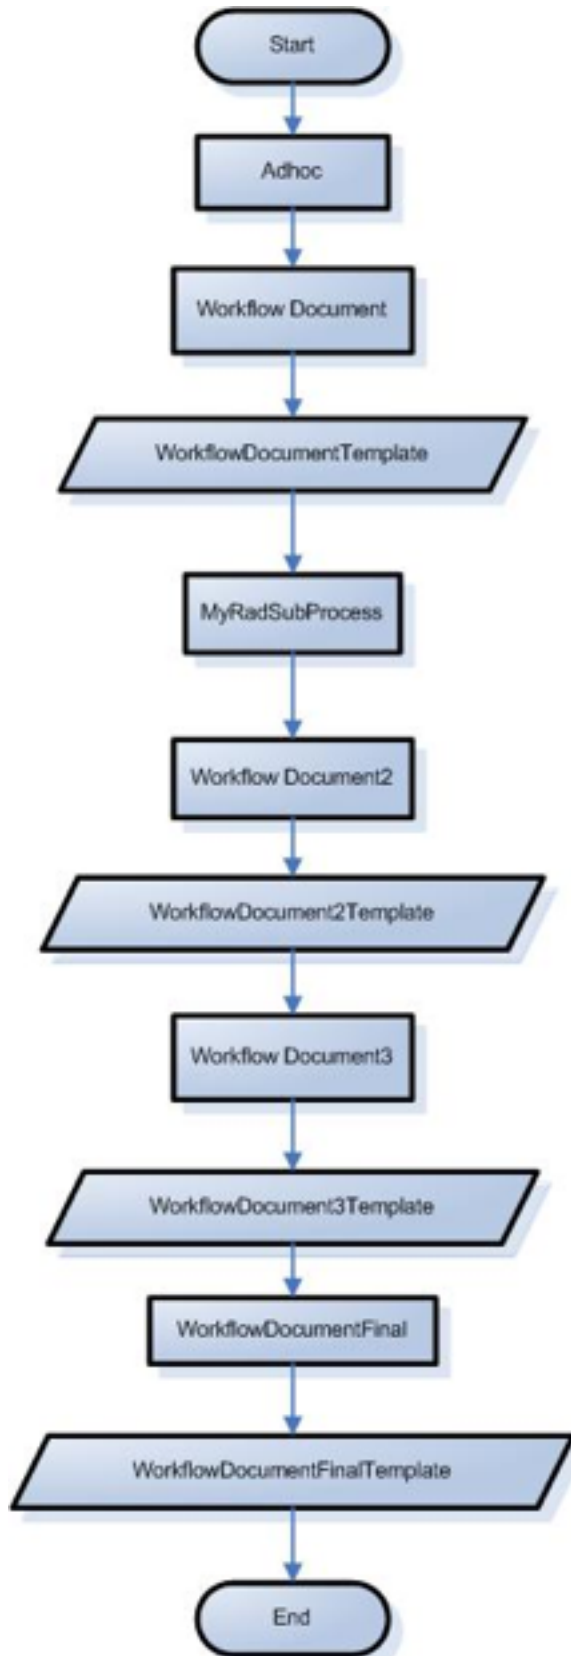 Start
Adhoc
Workflow Document
WorkflowDocumentTemplate
MyRadSubProcess
Workflow Document2
WorkflowDocument2Template
Workflow Document3
WorkflowDocument3Template
WorkflowDocumentFinal
WorkflowDocumentFinalTemplate
End